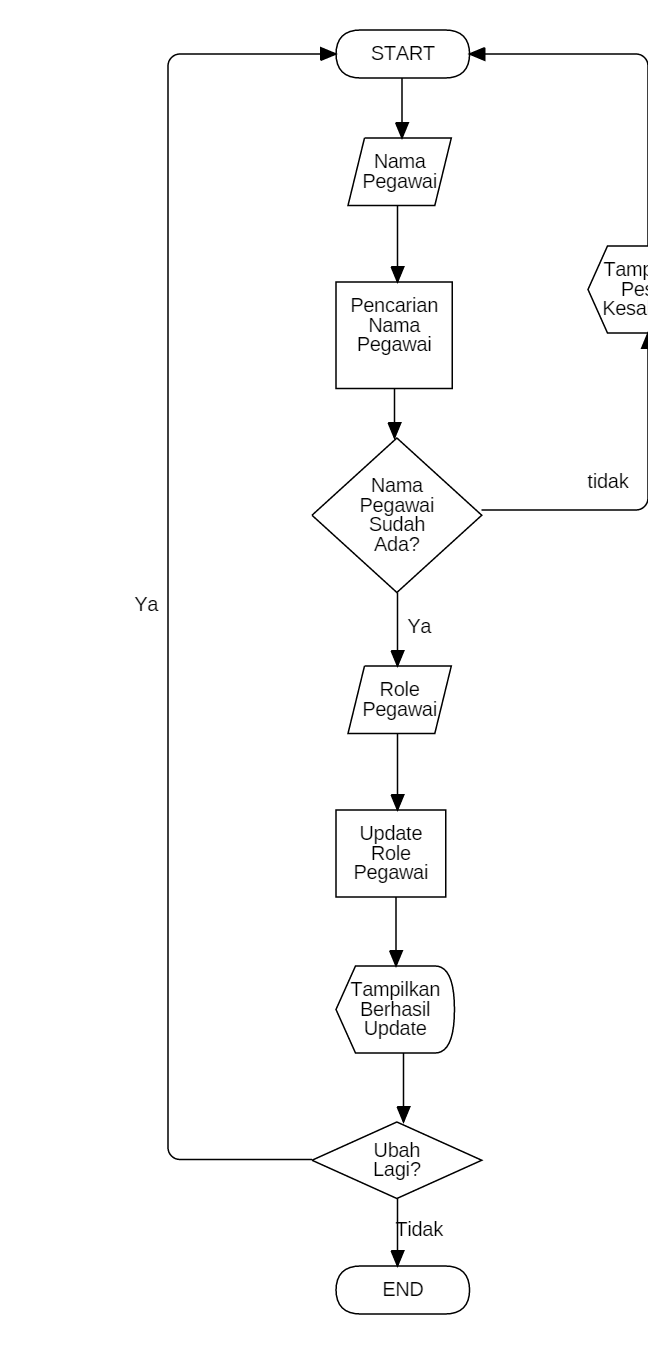 START
Nama
Pegawai
Pencarian
Nama
Pegawai
Nama
Pegawai
Sudah
Ada?
tidak
Ya
Ya
Role
Pegawai
Update
Role
Pegawai
Tampilkan
Berhasil
Update
Ubah
Lagi?
Tidak
END